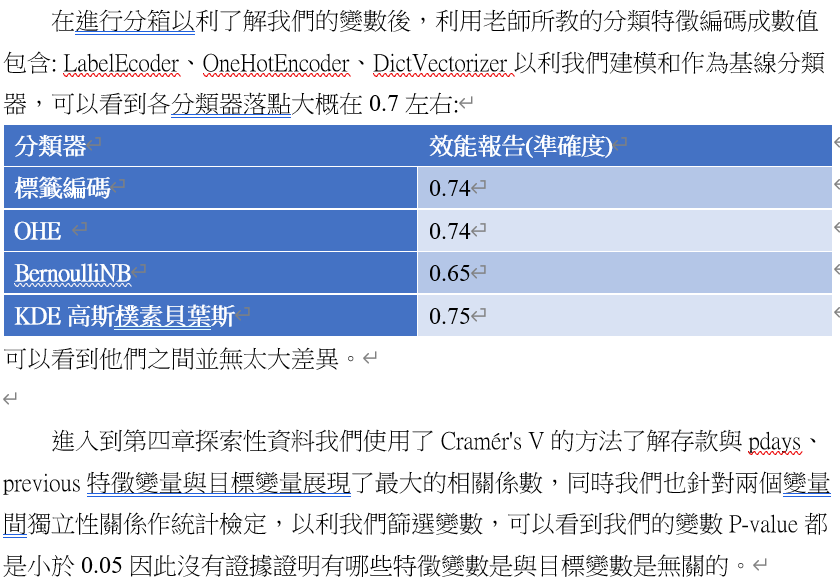 在進行分箱以利了解我們的變數後，利用老師所教的分類特徵編碼成數值
包含: LabelEcoder、OneHotEncoder、DictVectorizer 以利我們建模和作為基線分類
器，可以看到各分類器落點大概在 0.7 左右:
分類器 效能報告(準確度)
標籤編碼 0.74
OHE 0.74
BernoulliNB 0.65
KDE 高斯樸素貝葉斯 0.75
可以看到他們之間並無太大差異。
進入到第四章探索性資料我們使用了 Cramér's V 的方法了解存款與 pdays、
previous 特徵變量與目標變量展現了最大的相關係數，同時我們也針對兩個變量
間獨立性關係作統計檢定，以利我們篩選變數，可以看到我們的變數 P-value 都
是小於 0.05 因此沒有證據證明有哪些特徵變數是與目標變數是無關的。